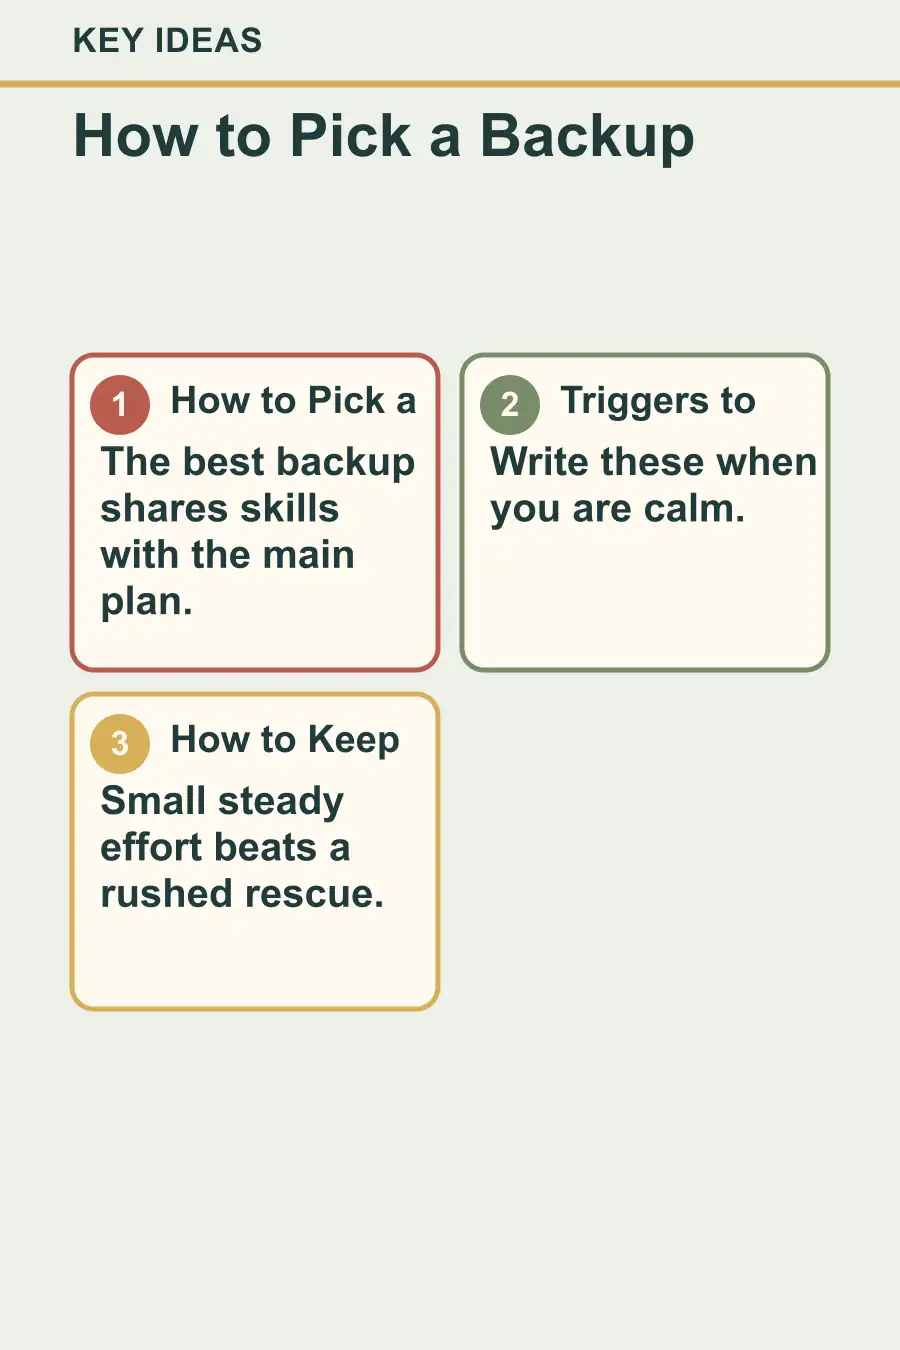 KEY IDEAS
How to Pick a Backup
1 How to Pick a
The best backup
shares skills
with the main
plan.
2 Triggers to
Write these when
you are calm.
3 How to Keep
Small steady
effort beats a
rushed rescue.